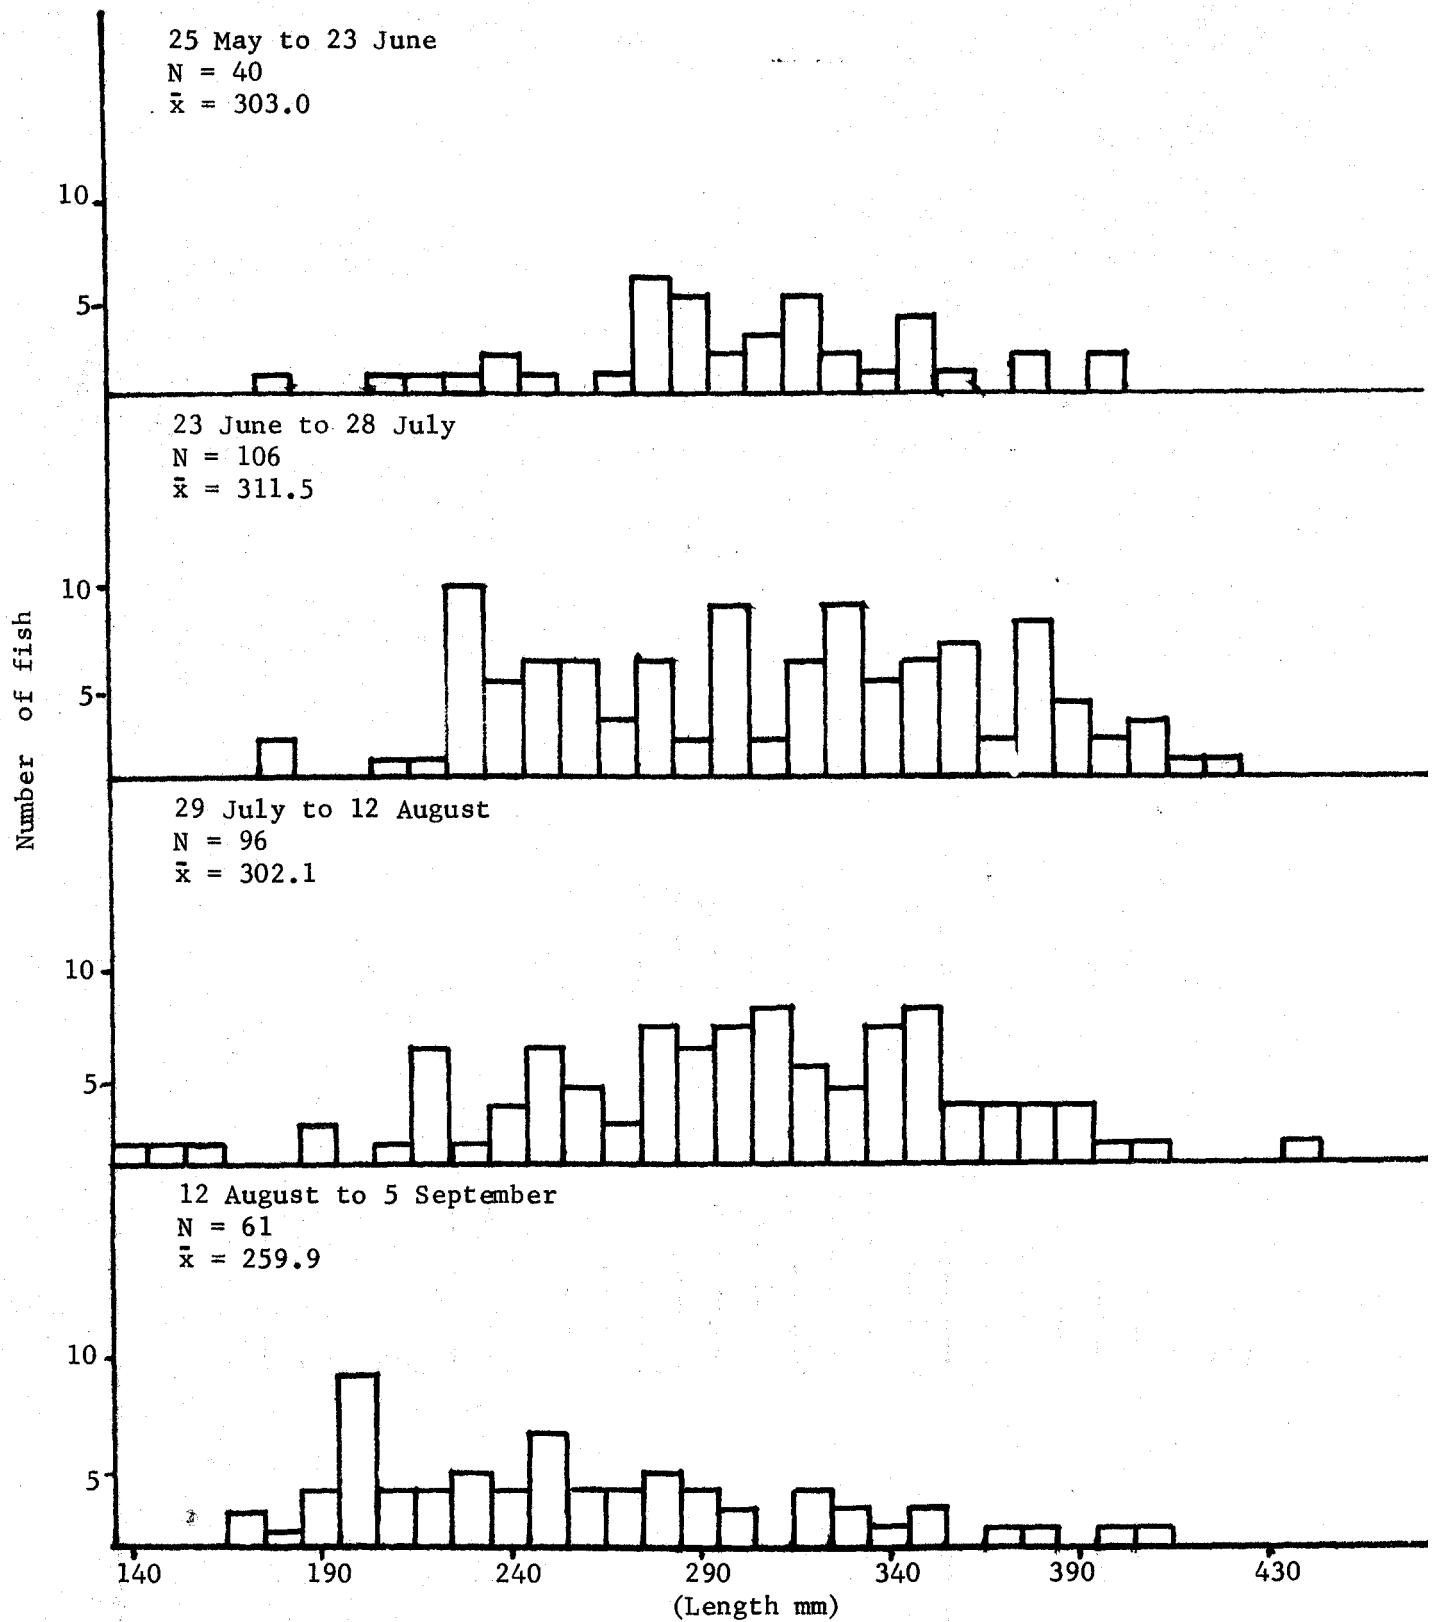 25 May to 23 June
N = 40
x̄ = 303.0
10
5
23 June to 28 July
N = 106
x̄ = 311.5
10
5
Number of fish
29 July to 12 August
N = 96
x̄ = 302.1
10
5
12 August to 5 September
N = 61
x̄ = 259.9
10
5
140 190 240 290 340 390 430
(Length mm)